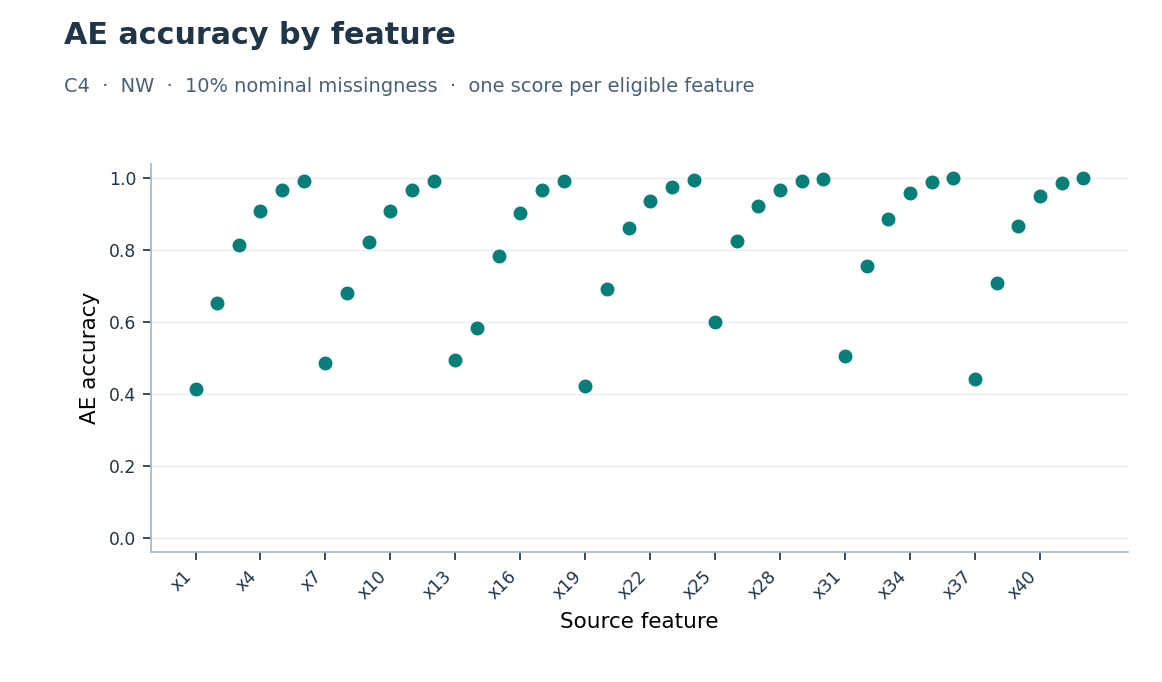 AE accuracy by feature
C4 · NW · 10% nominal missingness · one score per eligible feature
1.0
0.8
0.6
0.4
0.2
0.0
AE accuracy
x1 x4 x7 x10 x13 x16 x19 x22 x25 x28 x31 x34 x37 x40
Source feature